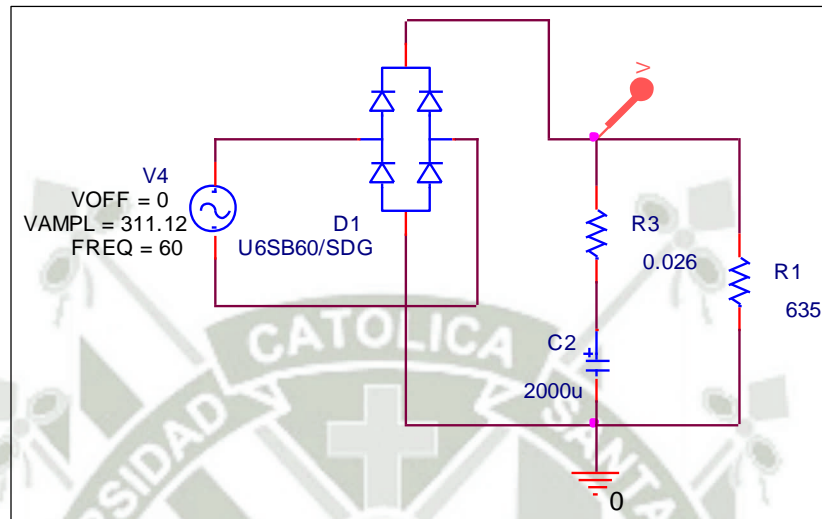 V
V4
VOFF = 0
VAMPL = 311.12
FREQ = 60
D1
U6SB60/SDG
R3
0.026
R1
635
C2
+
2000u
0
CATOLICA
SIDAD
SANTA